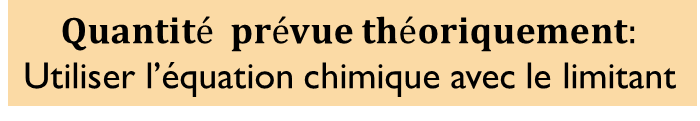 Quantité prévue théoriquement:
Utiliser l'équation chimique avec le limitant